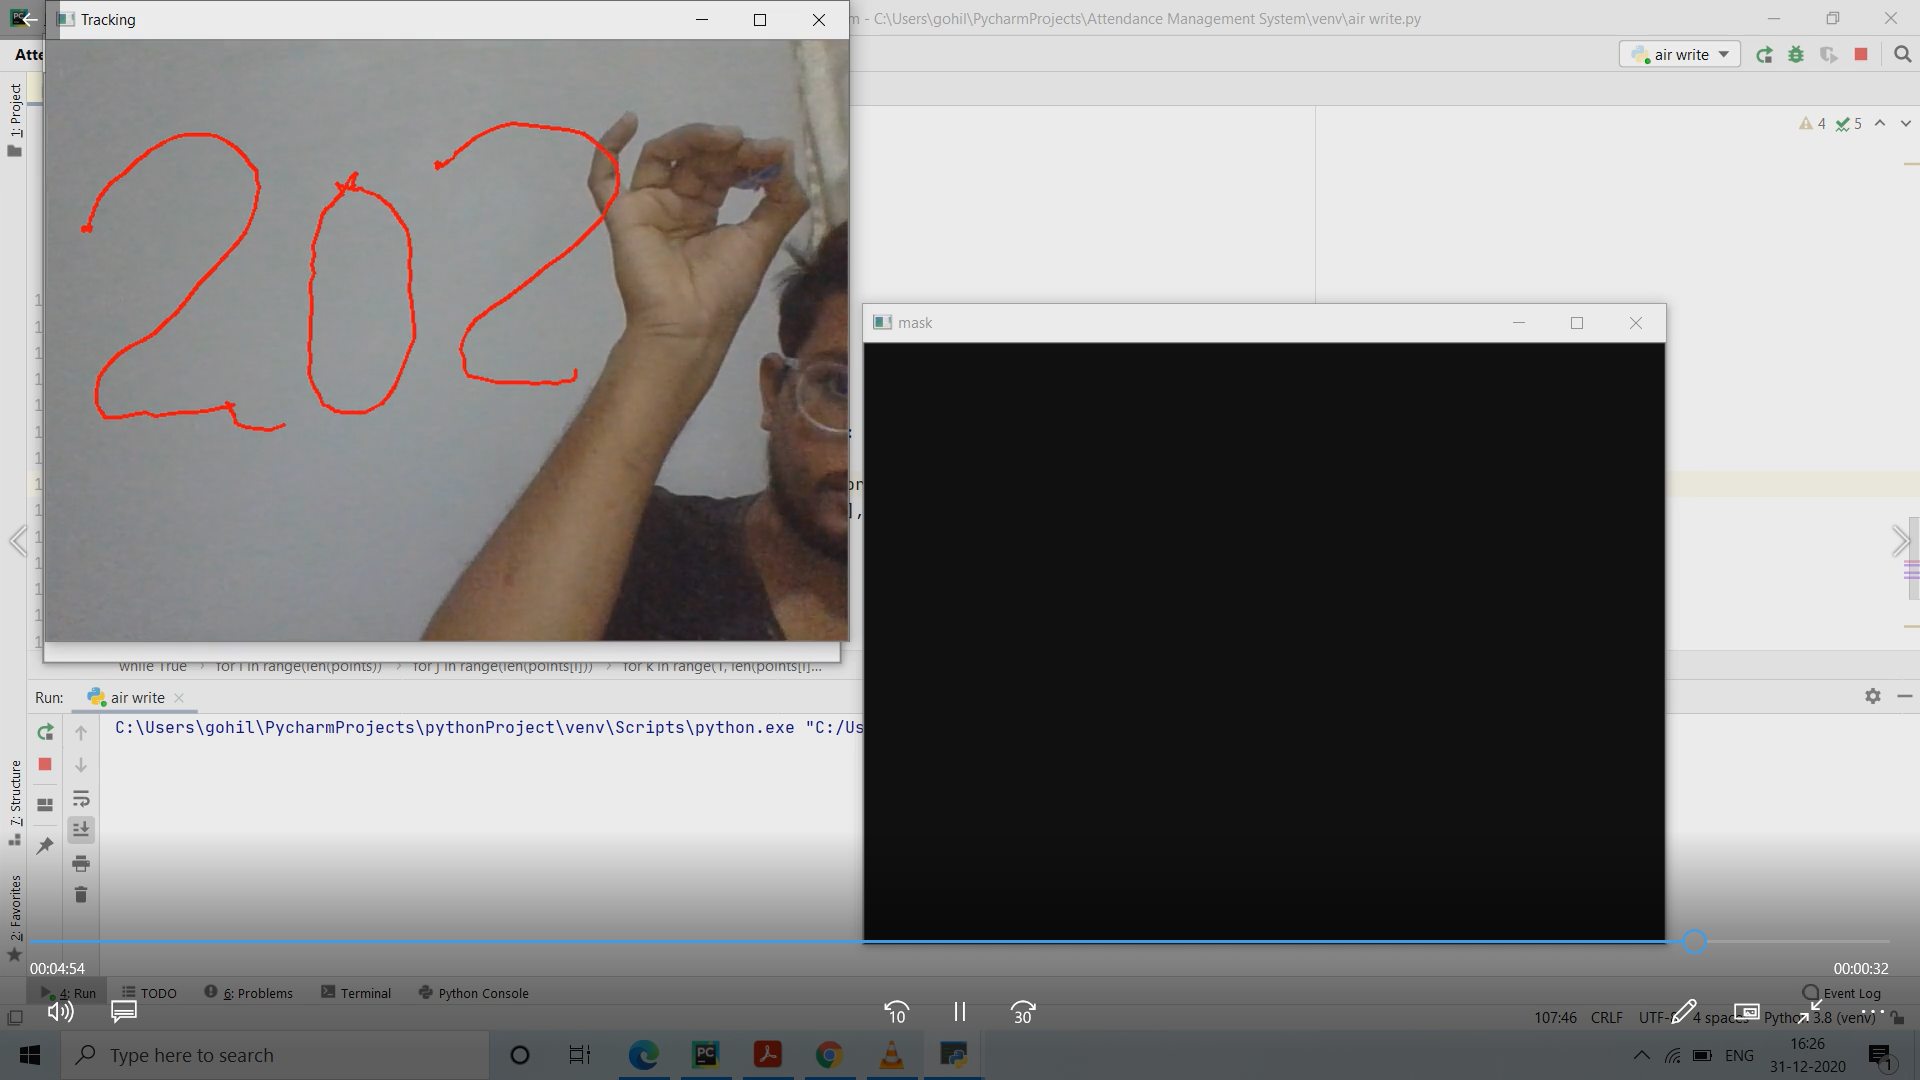 Tracking
m - C:\Users\gohil\PycharmProjects\Attendance Management System\venv\air write.py
Atte
air write
1: Project
4 5
202
mask
while True › for i in range(len(points)) › for j in range(len(points[i])) › for k in range(1, len(points[i]...
Run: air write
C:\Users\gohil\PycharmProjects\pythonProject\venv\Scripts\python.exe "C:/Us
7: Structure
2: Favorites
00:04:54 00:00:32
4: Run TODO 6: Problems Terminal Python Console Event Log
10 30
107:46 CRLF UTF-8 4 spaces Python 3.8 (venv)
Type here to search
ENG 16:26
31-12-2020 1